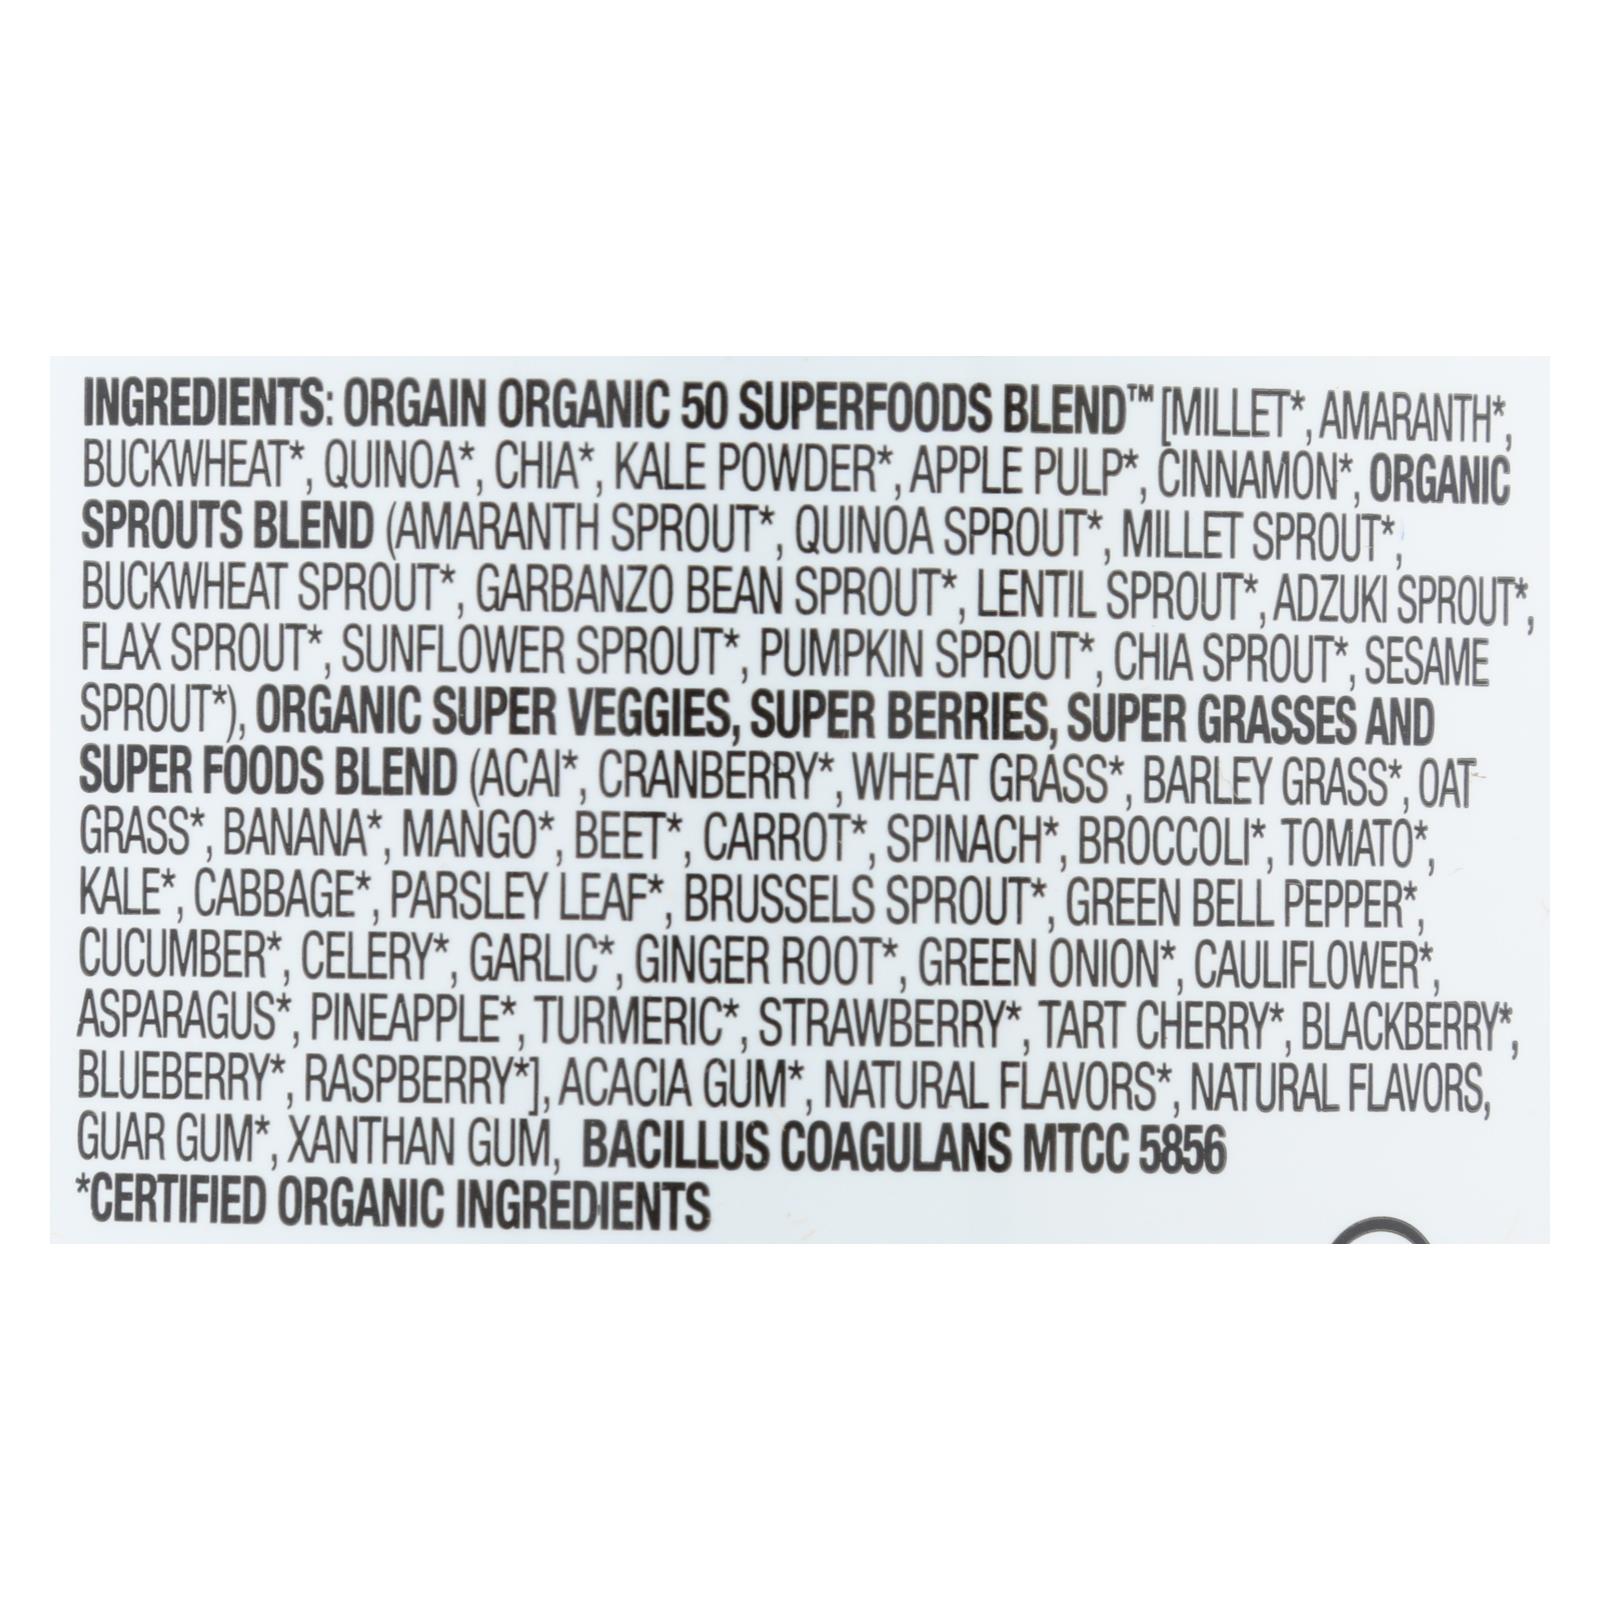 INGREDIENTS: ORGAIN ORGANIC 50 SUPERFOODS BLEND™ [MILLET*, AMARANTH*,
BUCKWHEAT*, QUINOA*, CHIA*, KALE POWDER*, APPLE PULP*, CINNAMON*, ORGANIC
SPROUTS BLEND (AMARANTH SPROUT*, QUINOA SPROUT*, MILLET SPROUT*,
BUCKWHEAT SPROUT*, GARBANZO BEAN SPROUT*, LENTIL SPROUT*, ADZUKI SPROUT*,
FLAX SPROUT*, SUNFLOWER SPROUT*, PUMPKIN SPROUT*, CHIA SPROUT*, SESAME
SPROUT*), ORGANIC SUPER VEGGIES, SUPER BERRIES, SUPER GRASSES AND
SUPER FOODS BLEND (ACAI*, CRANBERRY*, WHEAT GRASS*, BARLEY GRASS*, OAT
GRASS*, BANANA*, MANGO*, BEET*, CARROT*, SPINACH*, BROCCOLI*, TOMATO*,
KALE*, CABBAGE*, PARSLEY LEAF*, BRUSSELS SPROUT*, GREEN BELL PEPPER*,
CUCUMBER*, CELERY*, GARLIC*, GINGER ROOT*, GREEN ONION*, CAULIFLOWER*,
ASPARAGUS*, PINEAPPLE*, TURMERIC*, STRAWBERRY*, TART CHERRY*, BLACKBERRY*,
BLUEBERRY*, RASPBERRY*], ACACIA GUM*, NATURAL FLAVORS*, NATURAL FLAVORS,
GUAR GUM*, XANTHAN GUM, BACILLUS COAGULANS MTCC 5856
*CERTIFIED ORGANIC INGREDIENTS